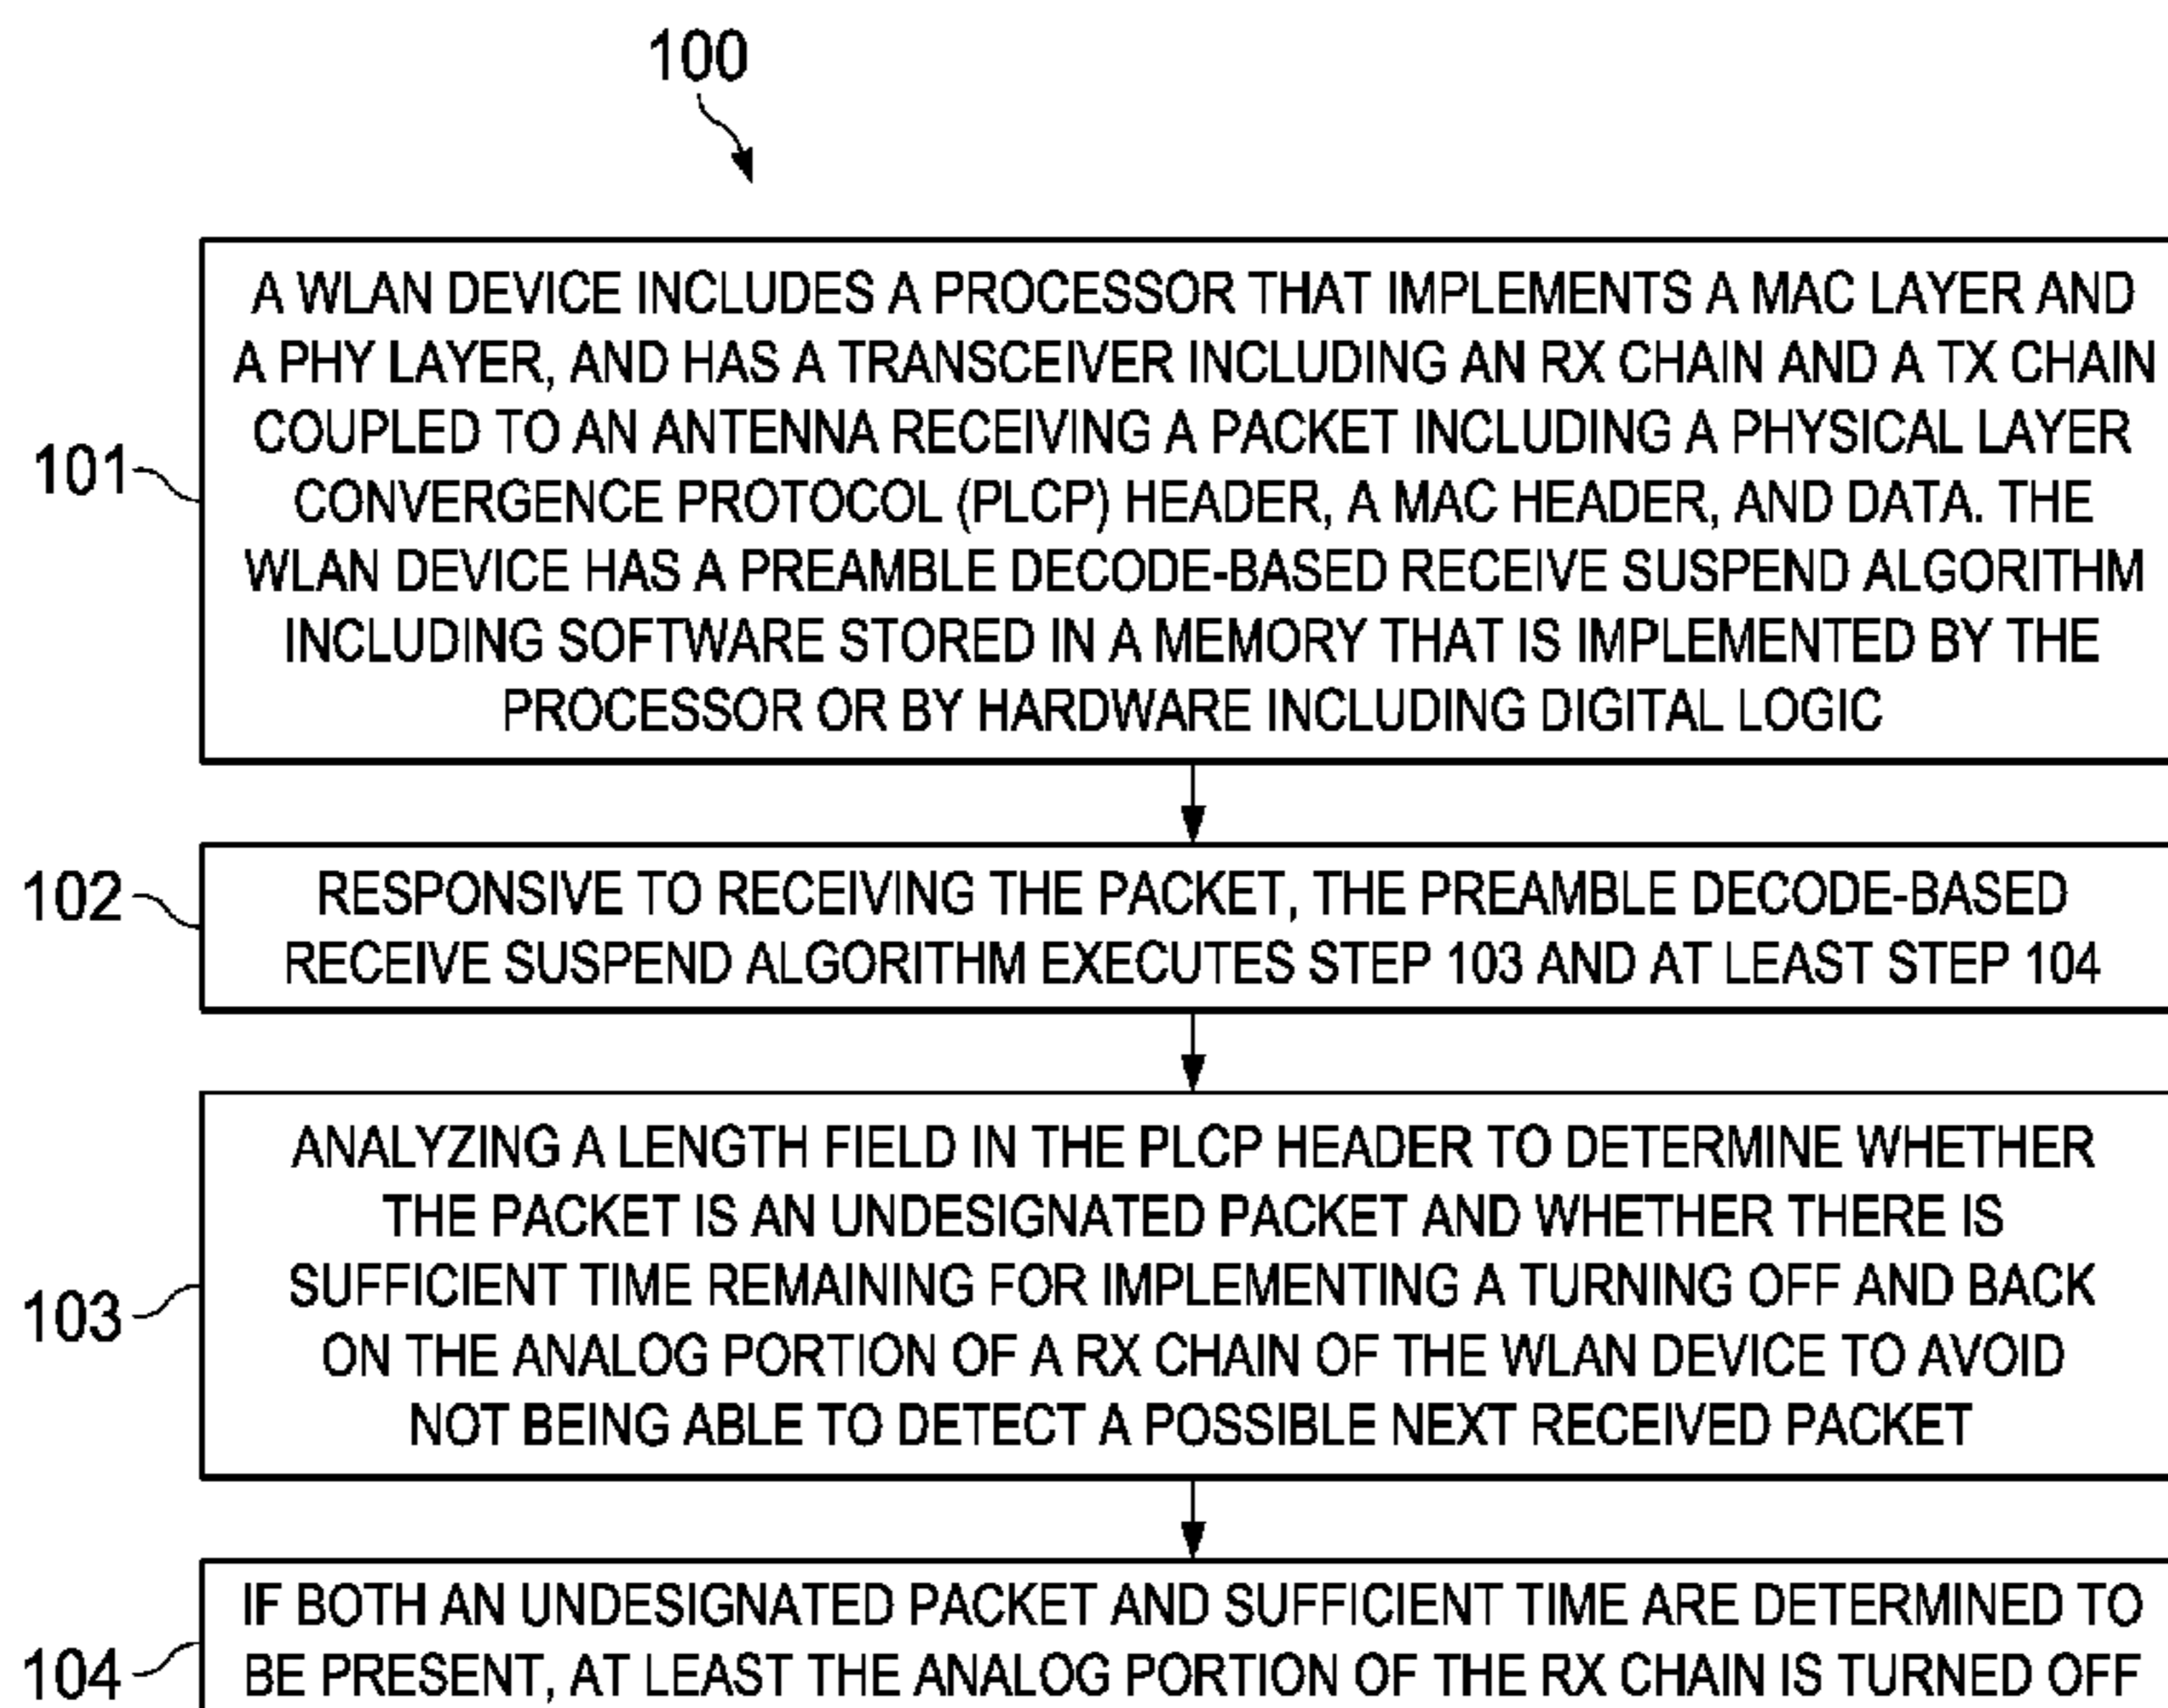 100
101
A WLAN DEVICE INCLUDES A PROCESSOR THAT IMPLEMENTS A MAC LAYER AND
A PHY LAYER, AND HAS A TRANSCEIVER INCLUDING AN RX CHAIN AND A TX CHAIN
COUPLED TO AN ANTENNA RECEIVING A PACKET INCLUDING A PHYSICAL LAYER
CONVERGENCE PROTOCOL (PLCP) HEADER, A MAC HEADER, AND DATA. THE
WLAN DEVICE HAS A PREAMBLE DECODE-BASED RECEIVE SUSPEND ALGORITHM
INCLUDING SOFTWARE STORED IN A MEMORY THAT IS IMPLEMENTED BY THE
PROCESSOR OR BY HARDWARE INCLUDING DIGITAL LOGIC
102
RESPONSIVE TO RECEIVING THE PACKET, THE PREAMBLE DECODE-BASED
RECEIVE SUSPEND ALGORITHM EXECUTES STEP 103 AND AT LEAST STEP 104
103
ANALYZING A LENGTH FIELD IN THE PLCP HEADER TO DETERMINE WHETHER
THE PACKET IS AN UNDESIGNATED PACKET AND WHETHER THERE IS
SUFFICIENT TIME REMAINING FOR IMPLEMENTING A TURNING OFF AND BACK
ON THE ANALOG PORTION OF A RX CHAIN OF THE WLAN DEVICE TO AVOID
NOT BEING ABLE TO DETECT A POSSIBLE NEXT RECEIVED PACKET
104
IF BOTH AN UNDESIGNATED PACKET AND SUFFICIENT TIME ARE DETERMINED TO
BE PRESENT, AT LEAST THE ANALOG PORTION OF THE RX CHAIN IS TURNED OFF